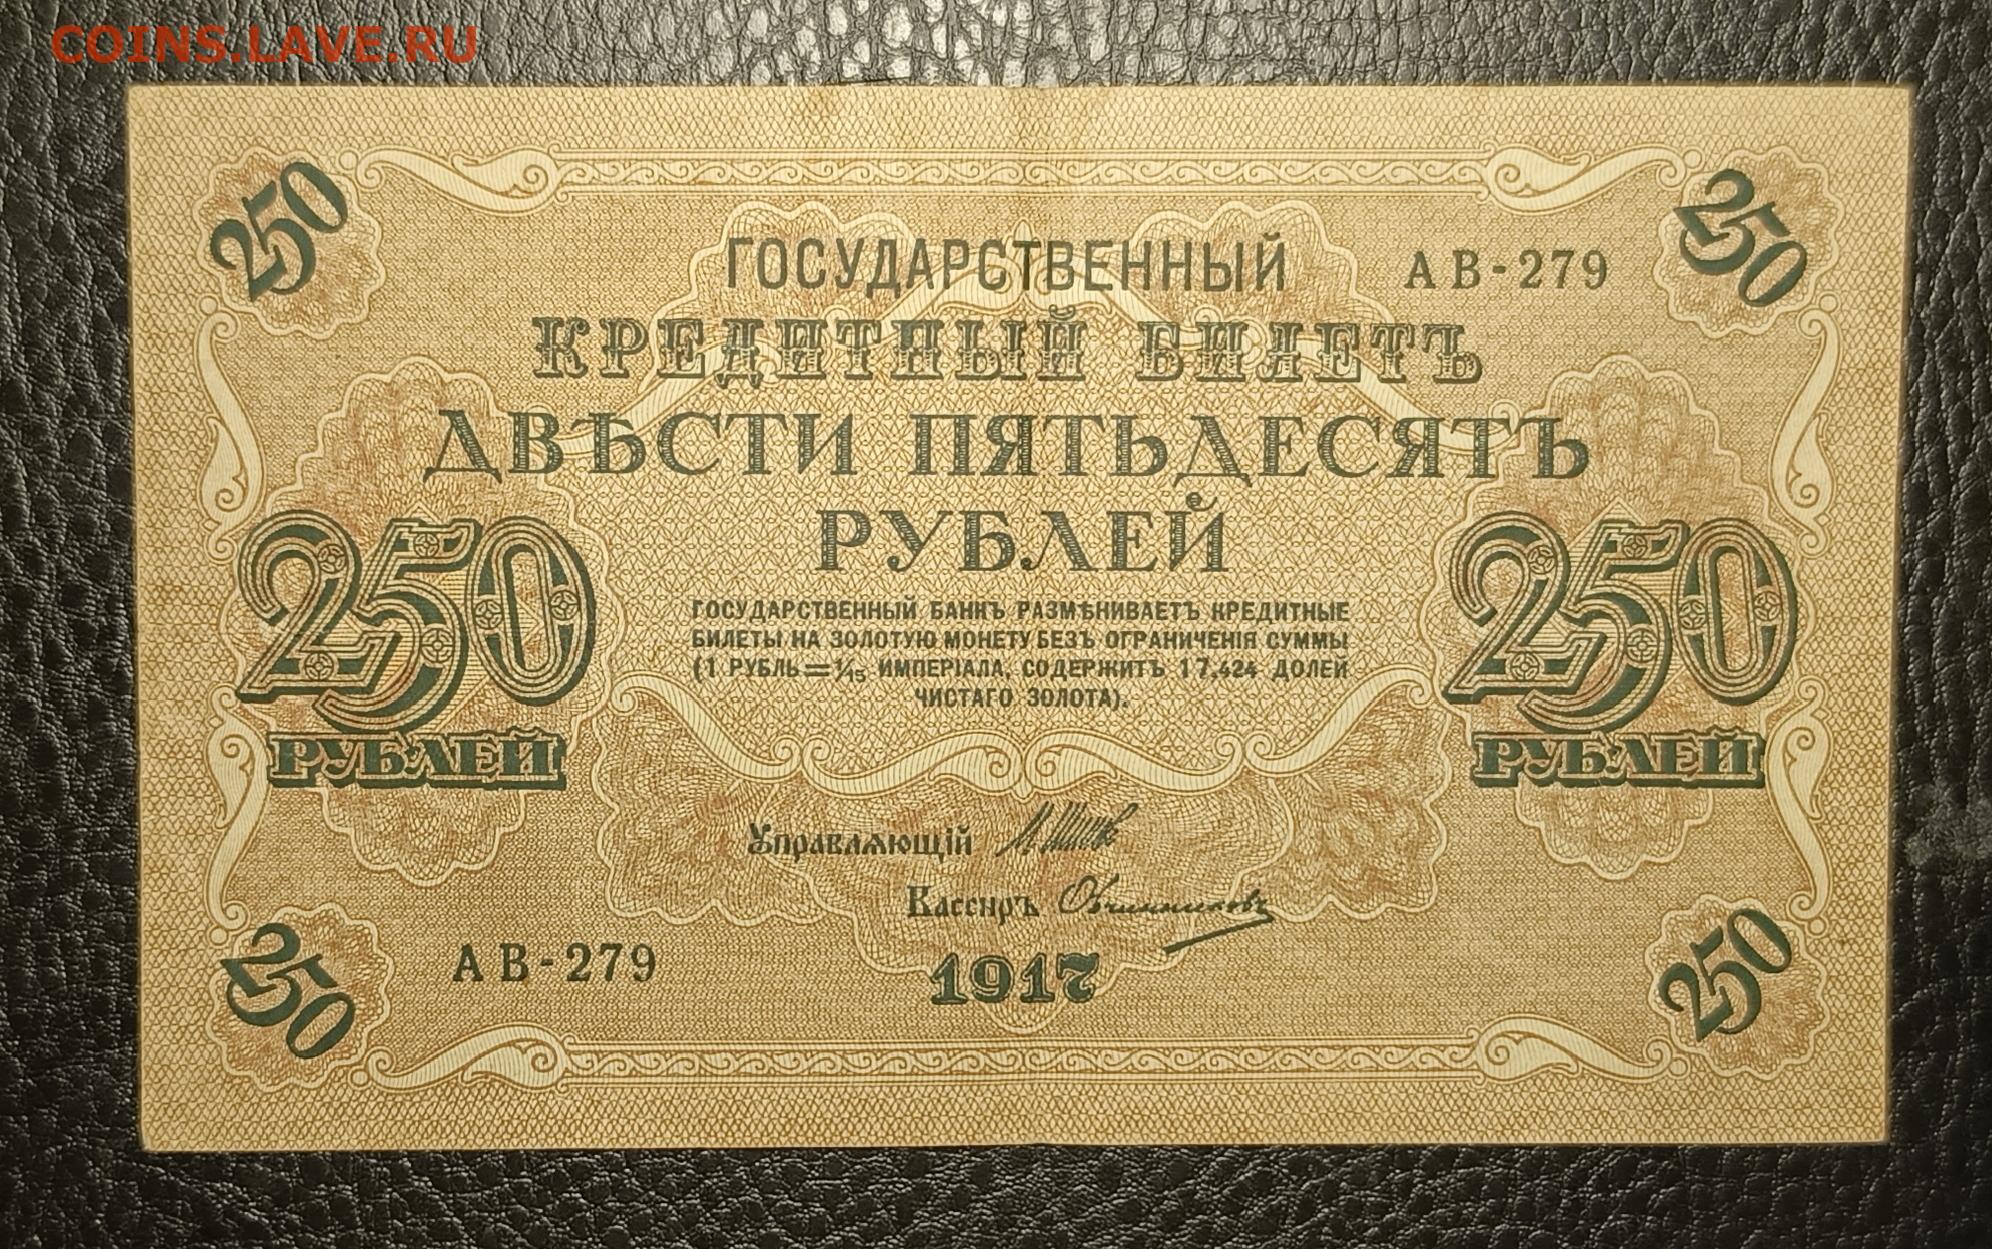 COINS.LAVE.RU
250
250
ГОСУДАРСТВЕННЫЙ АВ-279
КРЕДИТНЫЙ БИЛЕТЪ
ДВѢСТИ ПЯТЬДЕСЯТЪ
РУБЛЕЙ
250
250
ГОСУДАРСТВЕННЫЙ БАНКЪ РАЗМѢНИВАЕТЪ КРЕДИТНЫЕ
БИЛЕТЫ НА ЗОЛОТУЮ МОНЕТУ БЕЗЪ ОГРАНИЧЕНІЯ СУММЫ
(1 РУБЛЬ=1/15 ИМПЕРІАЛА, СОДЕРЖИТЪ 17,424 ДОЛЕЙ
ЧИСТАГО ЗОЛОТА).
РУБЛЕЙ
РУБЛЕЙ
Управляющій И. Шипов
Кассиръ Овчинниковъ
АВ-279
1917
250
250